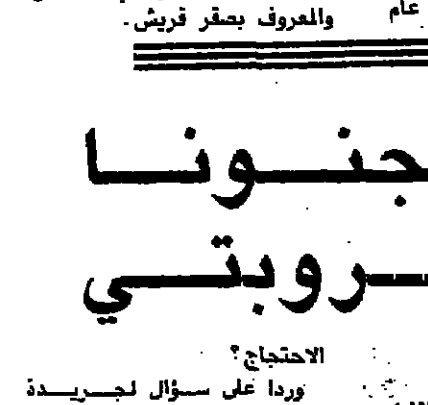 عام
والمعروف بصقر قريش.
جنونا
روبتي
الاحتجاج؟
وردا على سؤال لجريدة